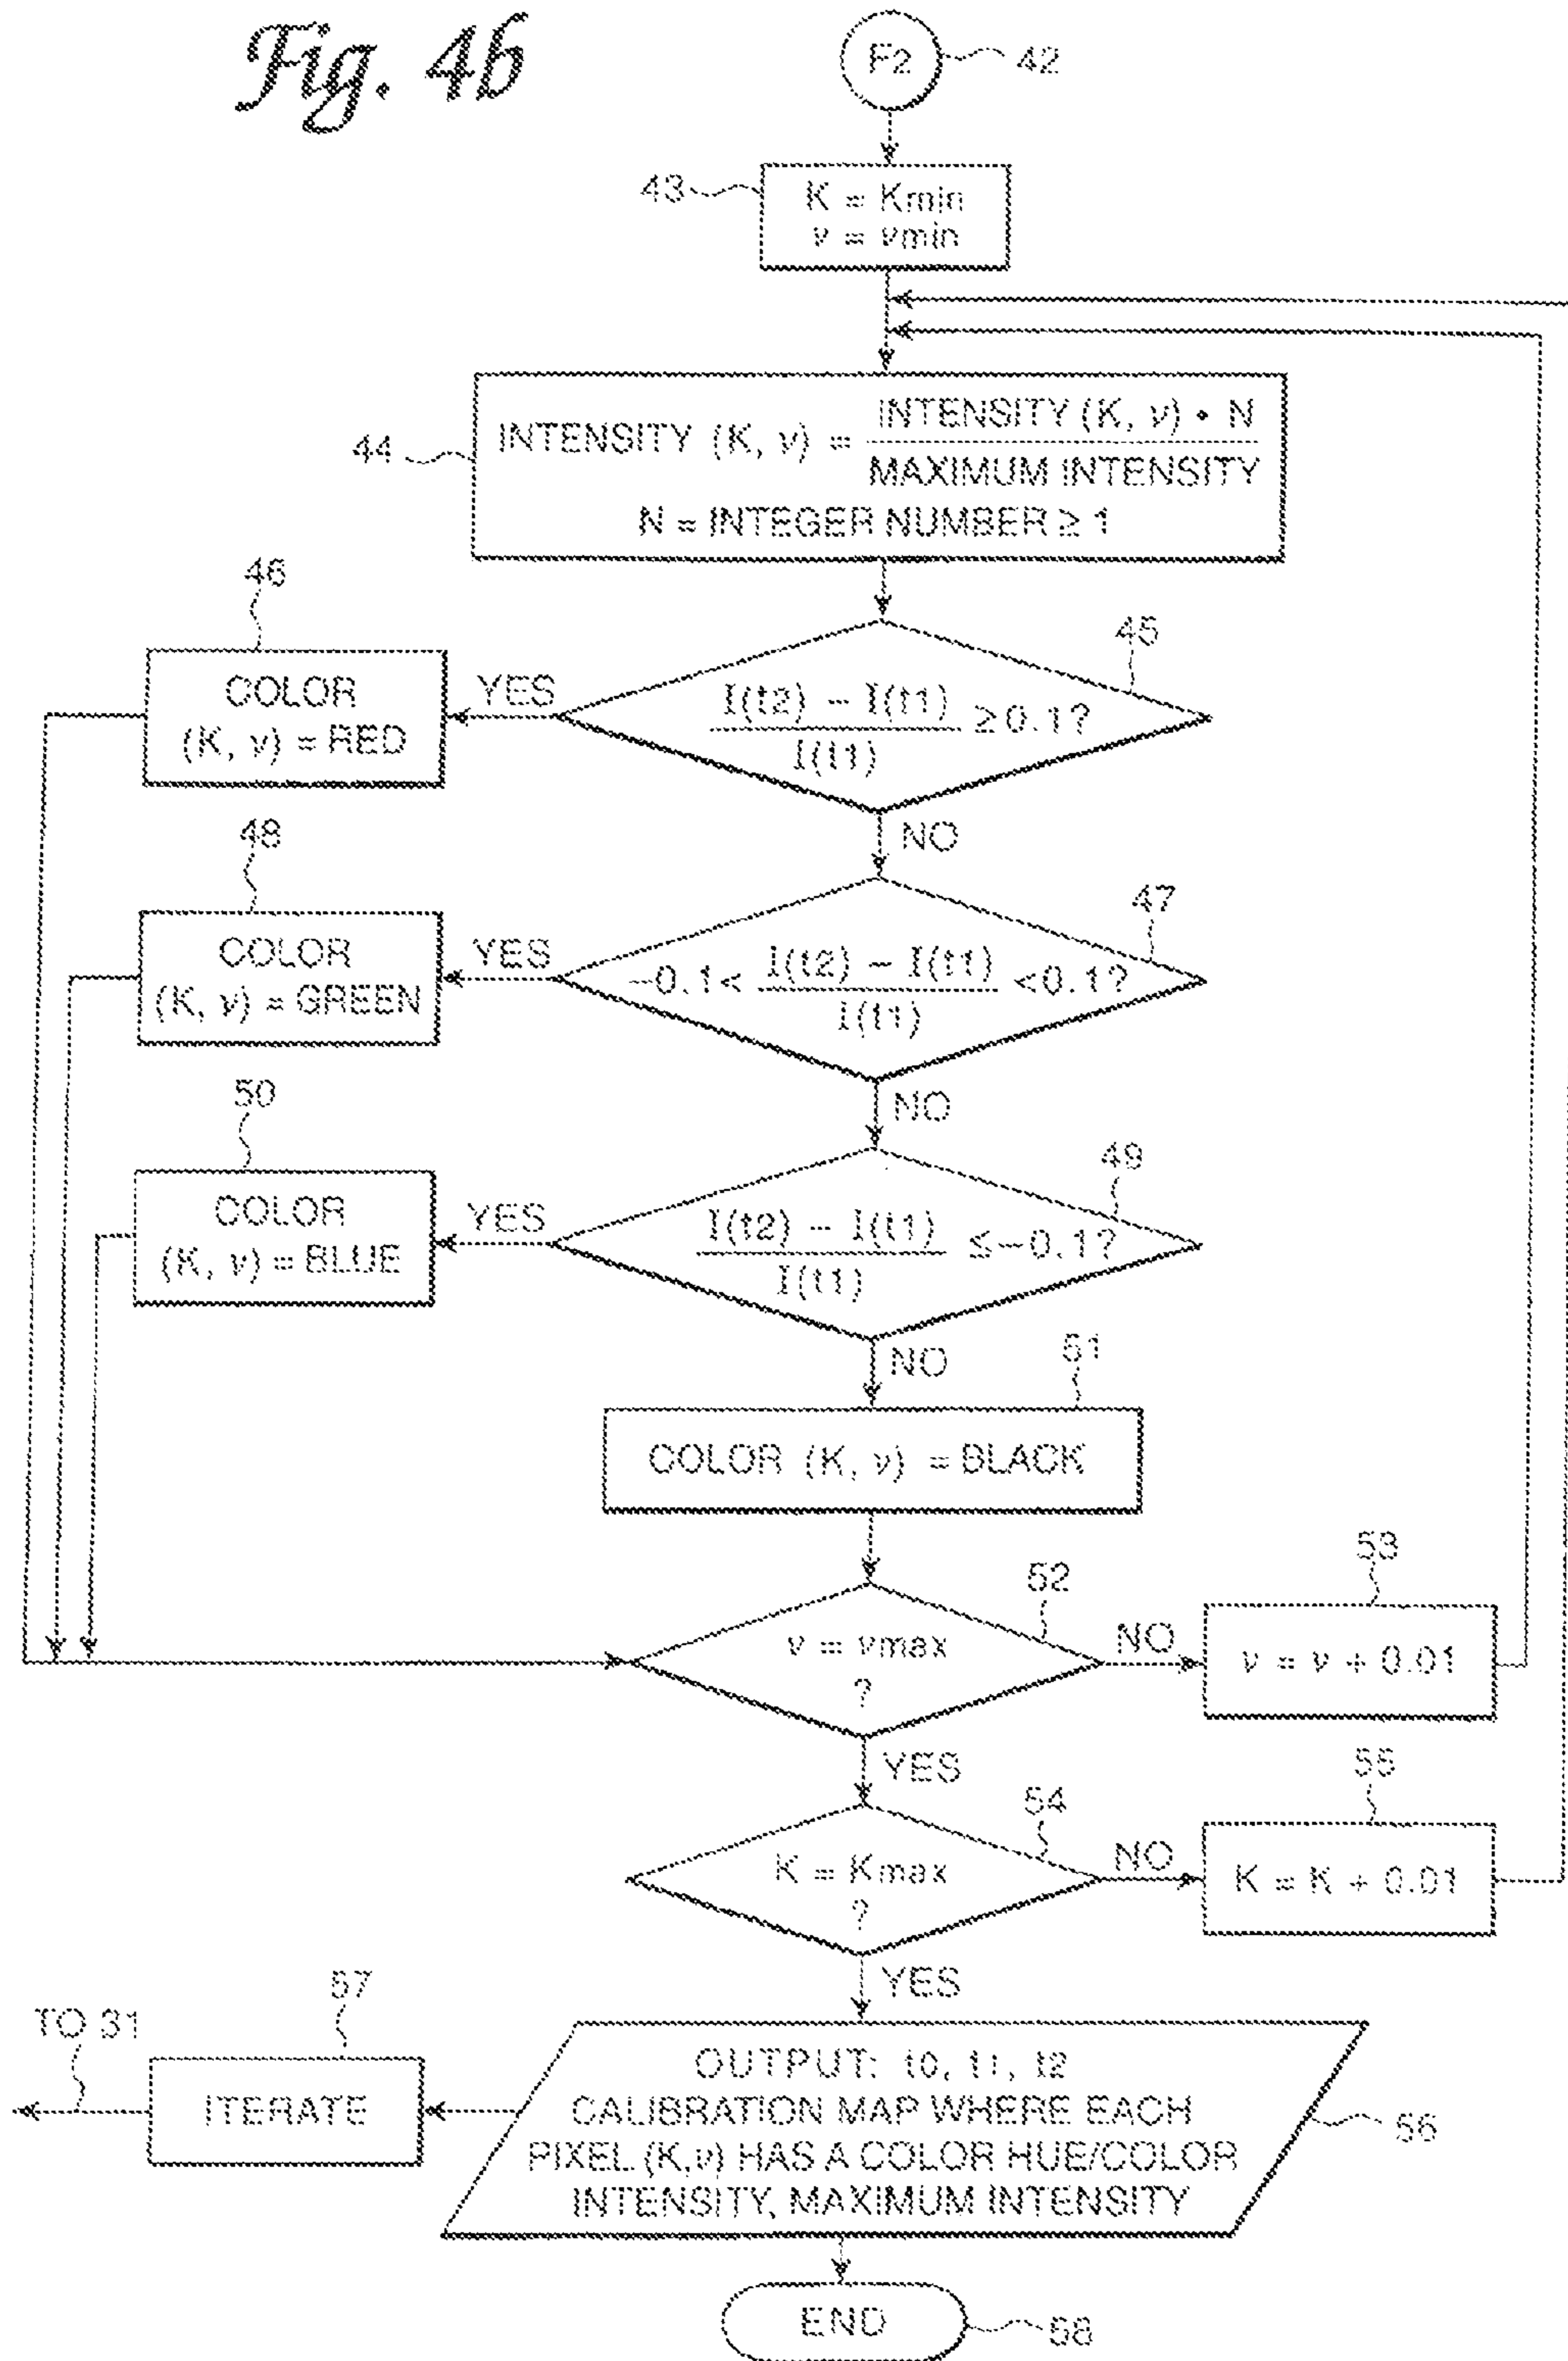 Fig. 4b
F2
42
43
K = Kmin
ν = νmin
44
INTENSITY (K, ν) = INTENSITY (K, ν) • N
MAXIMUM INTENSITY
N = INTEGER NUMBER ≥ 1
46
COLOR
(K, ν) = RED
YES
45
I(t2) − I(t1)
I(t1)
≥ 0.1?
NO
48
COLOR
(K, ν) = GREEN
YES
47
−0.1< I(t2) − I(t1) <0.1?
I(t1)
NO
50
COLOR
(K, ν) = BLUE
YES
49
I(t2) − I(t1)
I(t1)
≤−0.1?
NO
51
COLOR (K, ν) = BLACK
52
ν = νmax
?
NO
53
ν = ν + 0.01
YES
54
K = Kmax
?
NO
55
K = K + 0.01
YES
TO 31
57
ITERATE
OUTPUT: t0, t1, t2
CALIBRATION MAP WHERE EACH
PIXEL (K,ν) HAS A COLOR HUE/COLOR
INTENSITY, MAXIMUM INTENSITY
56
END
58